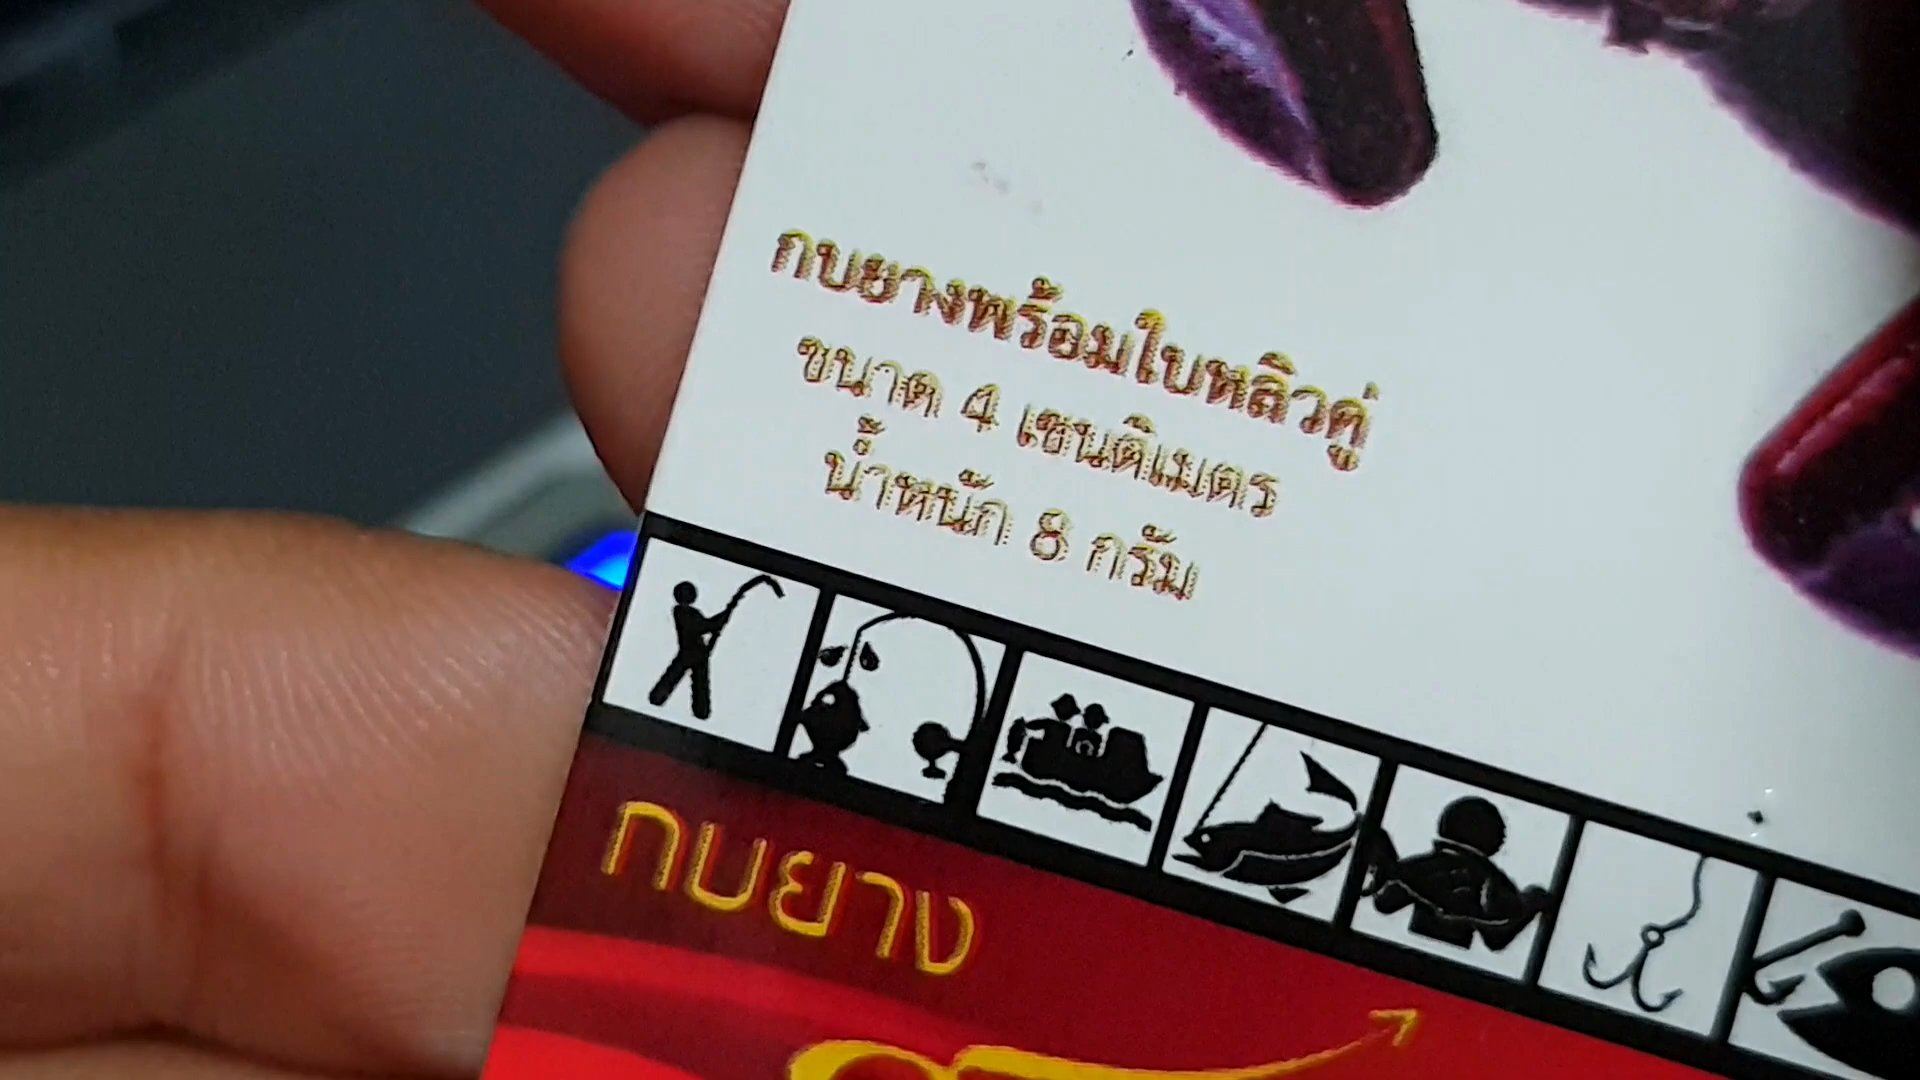 กบยางพร้อมใบหลิวคู่
ขนาด 4 เซนติเมตร
น้ำหนัก 8 กรัม
กบยาง